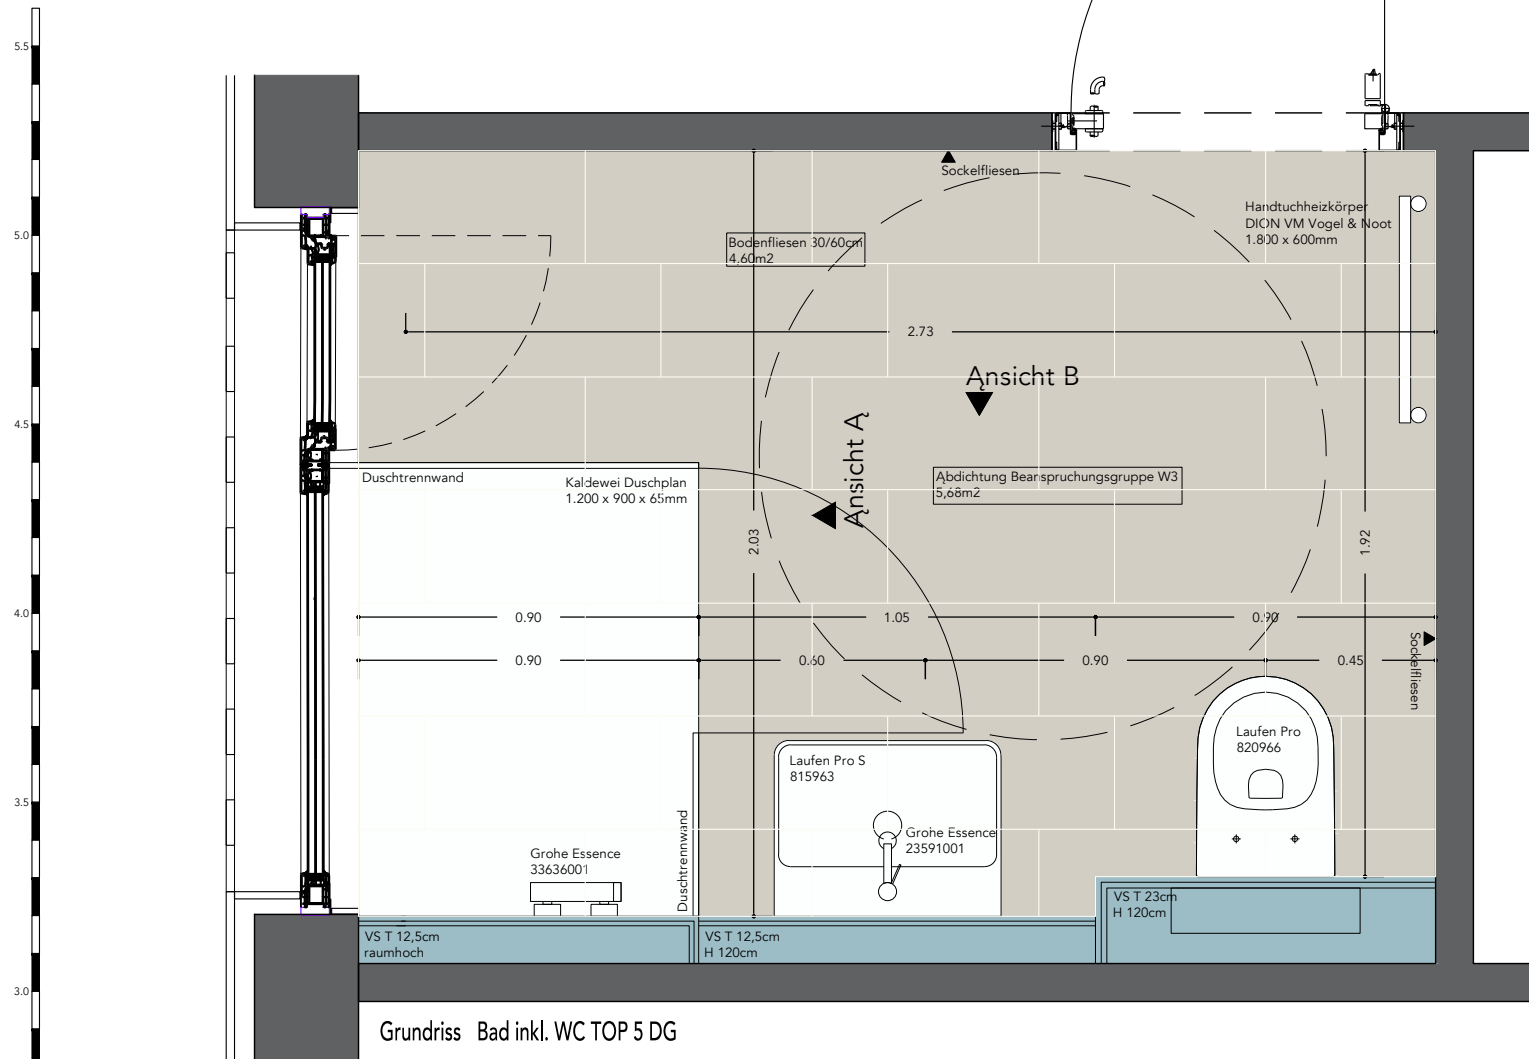 5.5
Sockelfliesen
Handtuchheizkörper
DION VM Vogel & Noot
1.800 x 600mm
5.0
Bodenfliesen 30/60cm
4,60m2
2.73
Ansicht B
4.5
Ansicht A
Duschtrennwand
Kaldewei Duschplan
1.200 x 900 x 65mm
Abdichtung Beanspruchungsgruppe W3
5,68m2
2.03
1.92
4.0
0.90
1.05
0.90
0.90
0.60
0.90
0.45
Sockelfliesen
Laufen Pro
820966
Laufen Pro S
815963
3.5
Duschtrennwand
Grohe Essence
23591001
Grohe Essence
33636001
VS T 23cm
H 120cm
VS T 12,5cm
raumhoch
VS T 12,5cm
H 120cm
3.0
Grundriss Bad inkl. WC TOP 5 DG